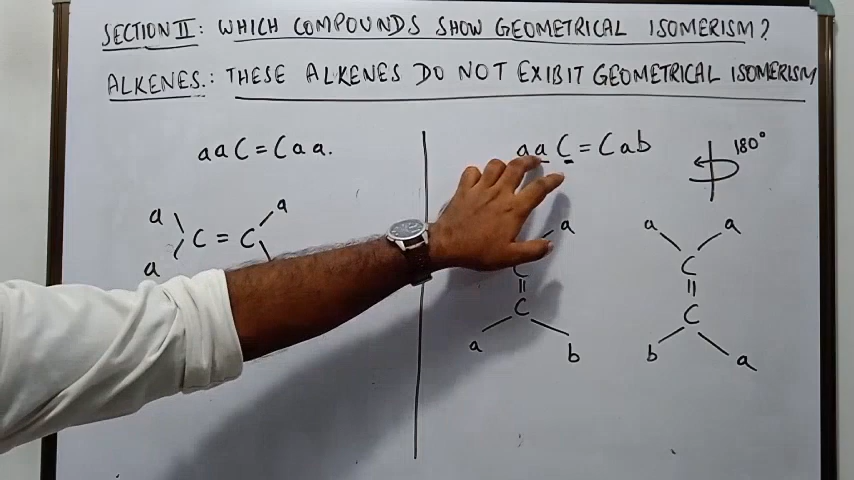 SECTION II: WHICH COMPOUNDS SHOW GEOMETRICAL ISOMERISM?
ALKENES.: THESE ALKENES DO NOT EXIBIT GEOMETRICAL ISOMERISM
aaC=Caa.
a
a
C=C
a
aaC=Cab
180°
a
C
=
C
a
b
a
a
C
=
C
b
a